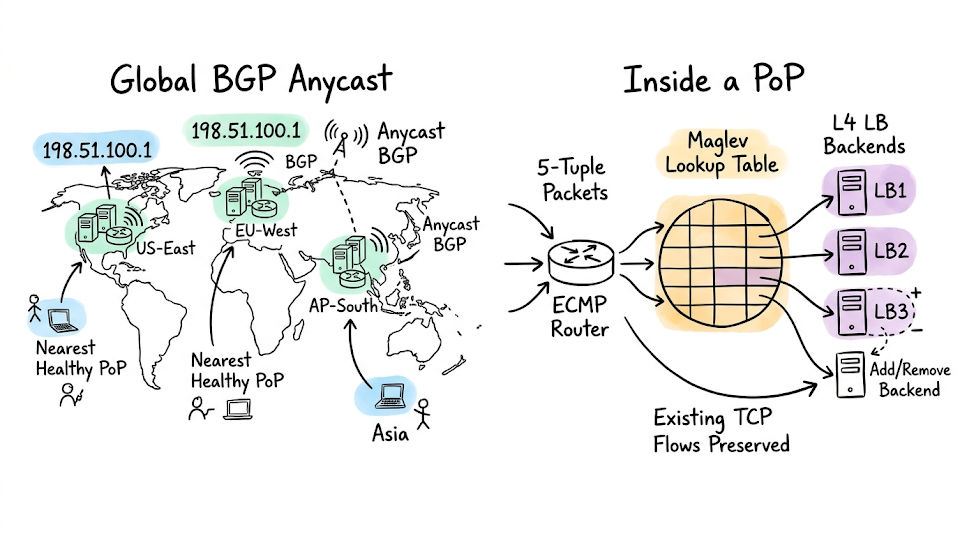 Global BGP Anycast
198.51.100.1
198.51.100.1
BGP
Anycast
BGP
US-East
EU-West
Anycast
BGP
AP-South
Nearest
Healthy PoP
Nearest
Healthy PoP
Asia
Inside a PoP
5-Tuple
Packets
ECMP
Router
Maglev
Lookup Table
L4 LB
Backends
LB1
LB2
LB3
+
−
Add/Remove
Backend
Existing TCP
Flows Preserved